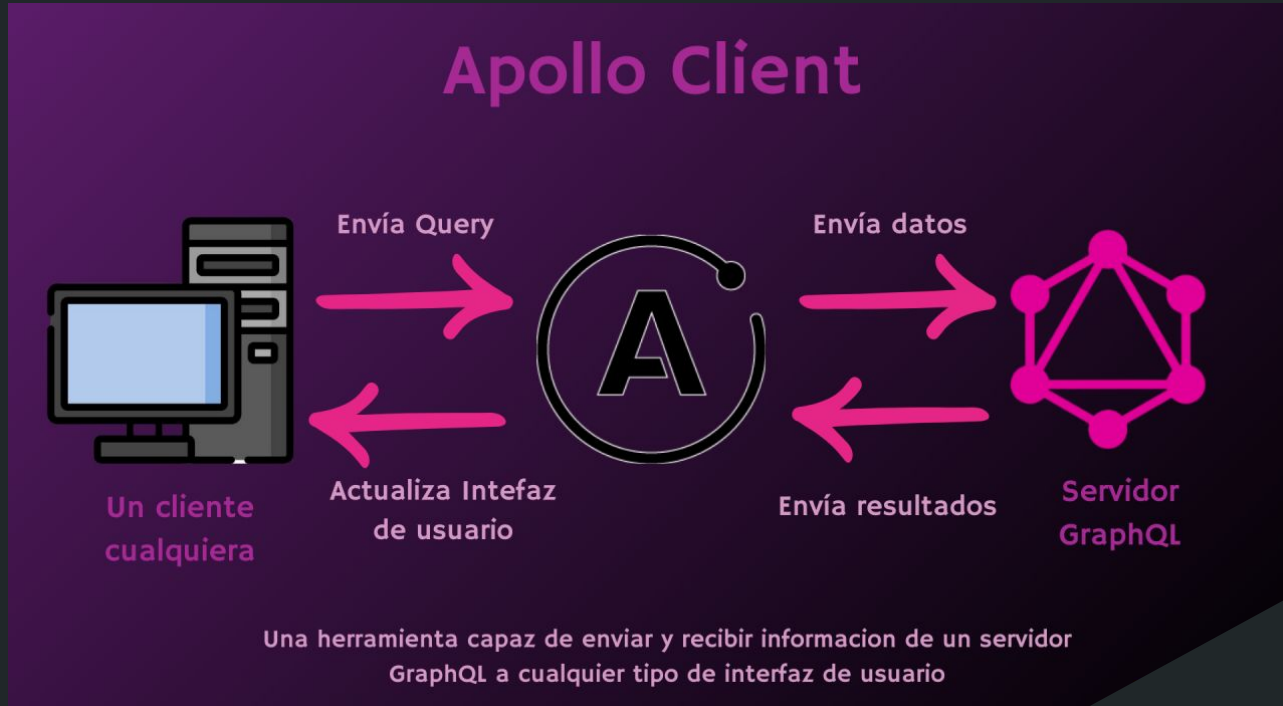 Apollo Client
Envía Query
Envía datos
A
Actualiza Intefaz
de usuario
Envía resultados
Un cliente
cualquiera
Servidor
GraphQL
Una herramienta capaz de enviar y recibir informacion de un servidor
GraphQL a cualquier tipo de interfaz de usuario